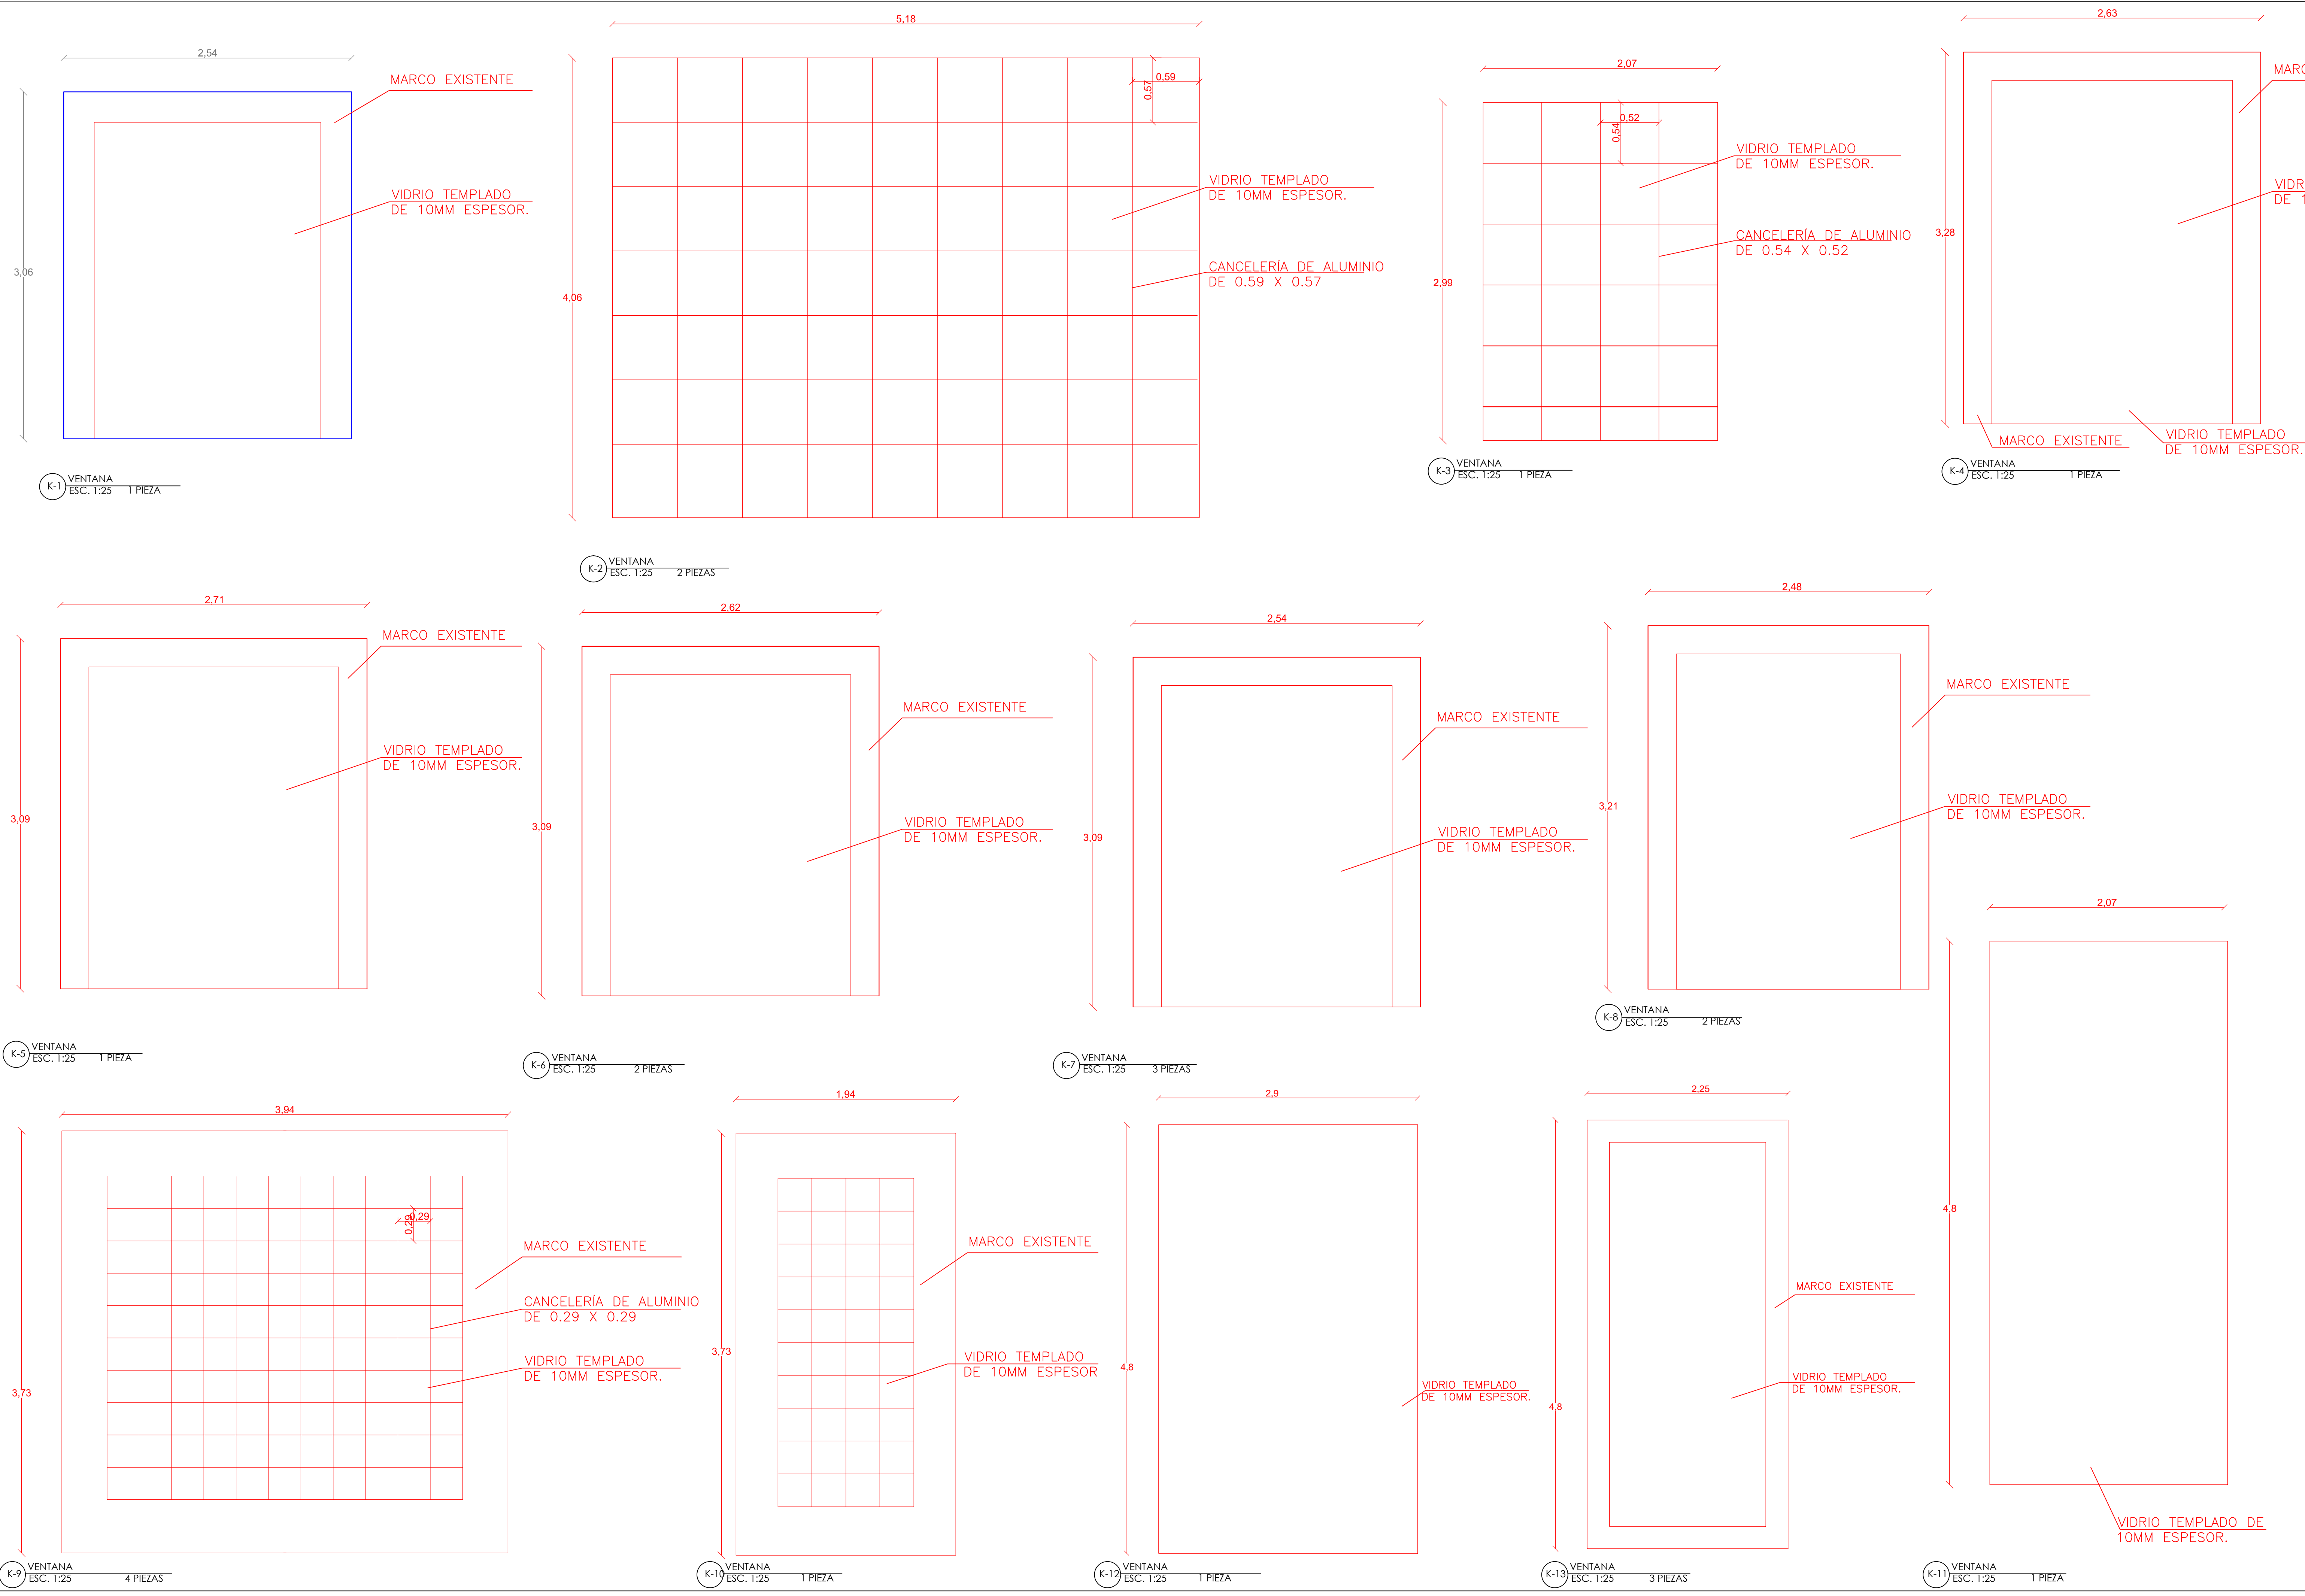 2,54
MARCO EXISTENTE
VIDRIO TEMPLADO
DE 10MM ESPESOR.
3,06
K-1
VENTANA
ESC. 1:25 1 PIEZA
5,18
0,59
0,57
VIDRIO TEMPLADO
DE 10MM ESPESOR.
CANCELERÍA DE ALUMINIO
DE 0.59 X 0.57
4,06
K-2
VENTANA
ESC. 1:25 2 PIEZAS
2,07
0,52
0,54
VIDRIO TEMPLADO
DE 10MM ESPESOR.
CANCELERÍA DE ALUMINIO
DE 0.54 X 0.52
2,99
K-3
VENTANA
ESC. 1:25 1 PIEZA
2,63
MARC
VIDR
DE 1
3,28
MARCO EXISTENTE
VIDRIO TEMPLADO
DE 10MM ESPESOR.
K-4
VENTANA
ESC. 1:25 1 PIEZA
2,71
MARCO EXISTENTE
VIDRIO TEMPLADO
DE 10MM ESPESOR.
3,09
K-5
VENTANA
ESC. 1:25 1 PIEZA
2,62
MARCO EXISTENTE
VIDRIO TEMPLADO
DE 10MM ESPESOR.
3,09
K-6
VENTANA
ESC. 1:25 2 PIEZAS
2,54
MARCO EXISTENTE
VIDRIO TEMPLADO
DE 10MM ESPESOR.
3,09
K-7
VENTANA
ESC. 1:25 3 PIEZAS
2,48
MARCO EXISTENTE
VIDRIO TEMPLADO
DE 10MM ESPESOR.
3,21
K-8
VENTANA
ESC. 1:25 2 PIEZAS
3,94
0,29
0,29
MARCO EXISTENTE
CANCELERÍA DE ALUMINIO
DE 0.29 X 0.29
VIDRIO TEMPLADO
DE 10MM ESPESOR.
3,73
K-9
VENTANA
ESC. 1:25 4 PIEZAS
1,94
MARCO EXISTENTE
VIDRIO TEMPLADO
DE 10MM ESPESOR
3,73
K-10
VENTANA
ESC. 1:25 1 PIEZA
2,9
4,8
VIDRIO TEMPLADO
DE 10MM ESPESOR.
K-12
VENTANA
ESC. 1:25 1 PIEZA
2,25
MARCO EXISTENTE
VIDRIO TEMPLADO
DE 10MM ESPESOR.
4,8
K-13
VENTANA
ESC. 1:25 3 PIEZAS
2,07
4,8
VIDRIO TEMPLADO DE
10MM ESPESOR.
K-11
VENTANA
ESC. 1:25 1 PIEZA